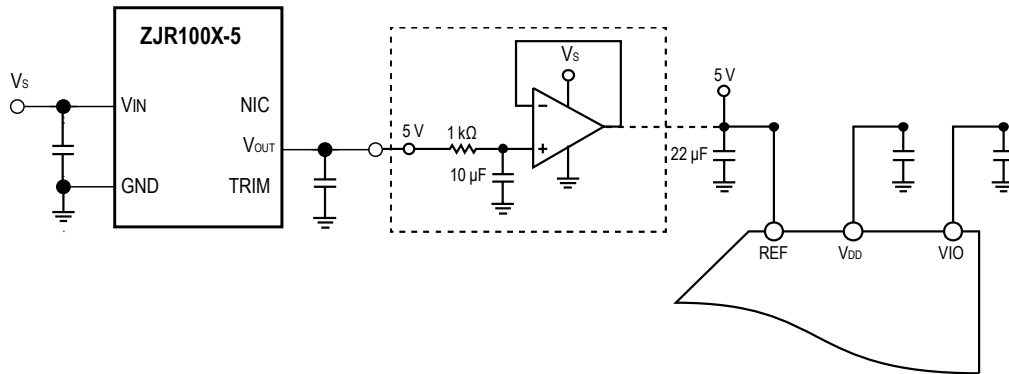 ZJR100X-5
Vs
VIN
NIC
VOUT
GND
TRIM
5 V
1 kΩ
10 µF
Vs
−
+
5 V
22 µF
REF
VDD
VIO